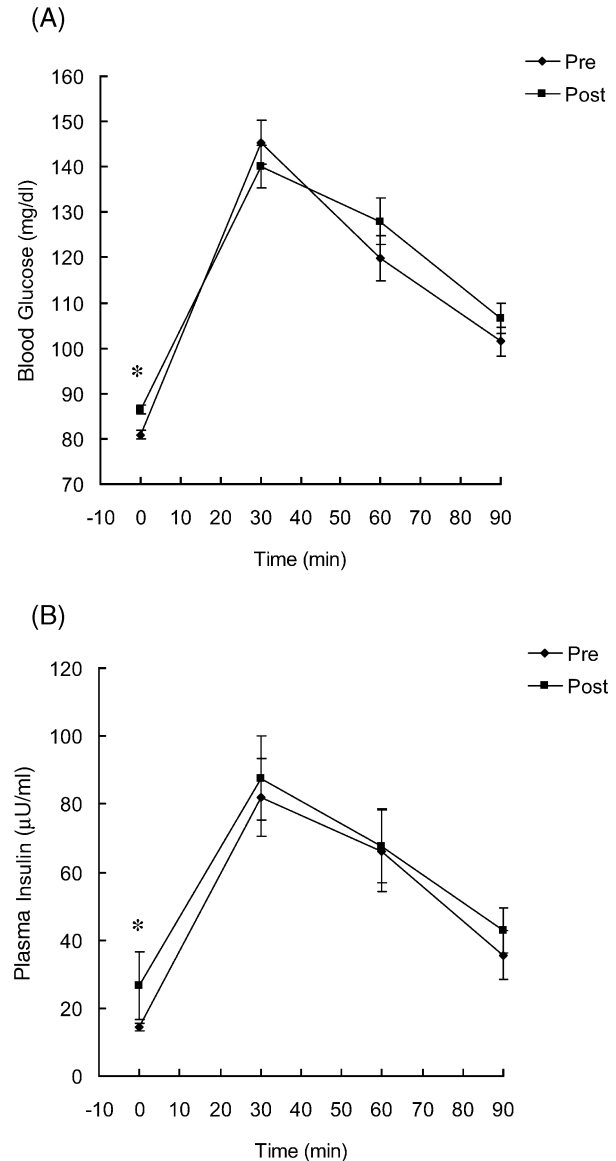 (A)
160
150
140
130
120
110
100
90
80
70
Blood Glucose (mg/dl)
*
-10 0 10 20 30 40 50 60 70 80 90
Time (min)
Pre
Post
(B)
120
100
80
60
40
20
0
Plasma Insulin (μU/ml)
*
-10 0 10 20 30 40 50 60 70 80 90
Time (min)
Pre
Post